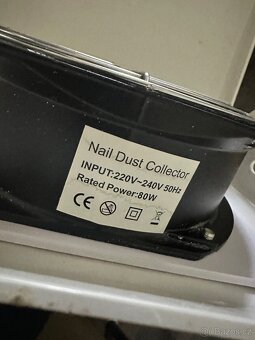 Nail Dust Collector
INPUT:220V~240V 50Hz
Rated Power:80W
CE